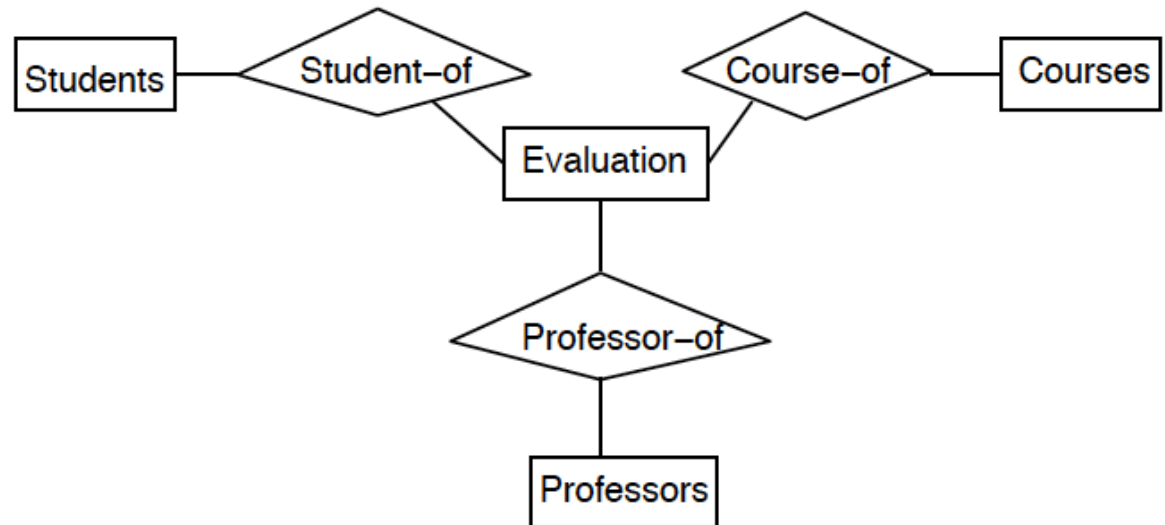 Students
Student–of
Course–of
Courses
Evaluation
Professor–of
Professors